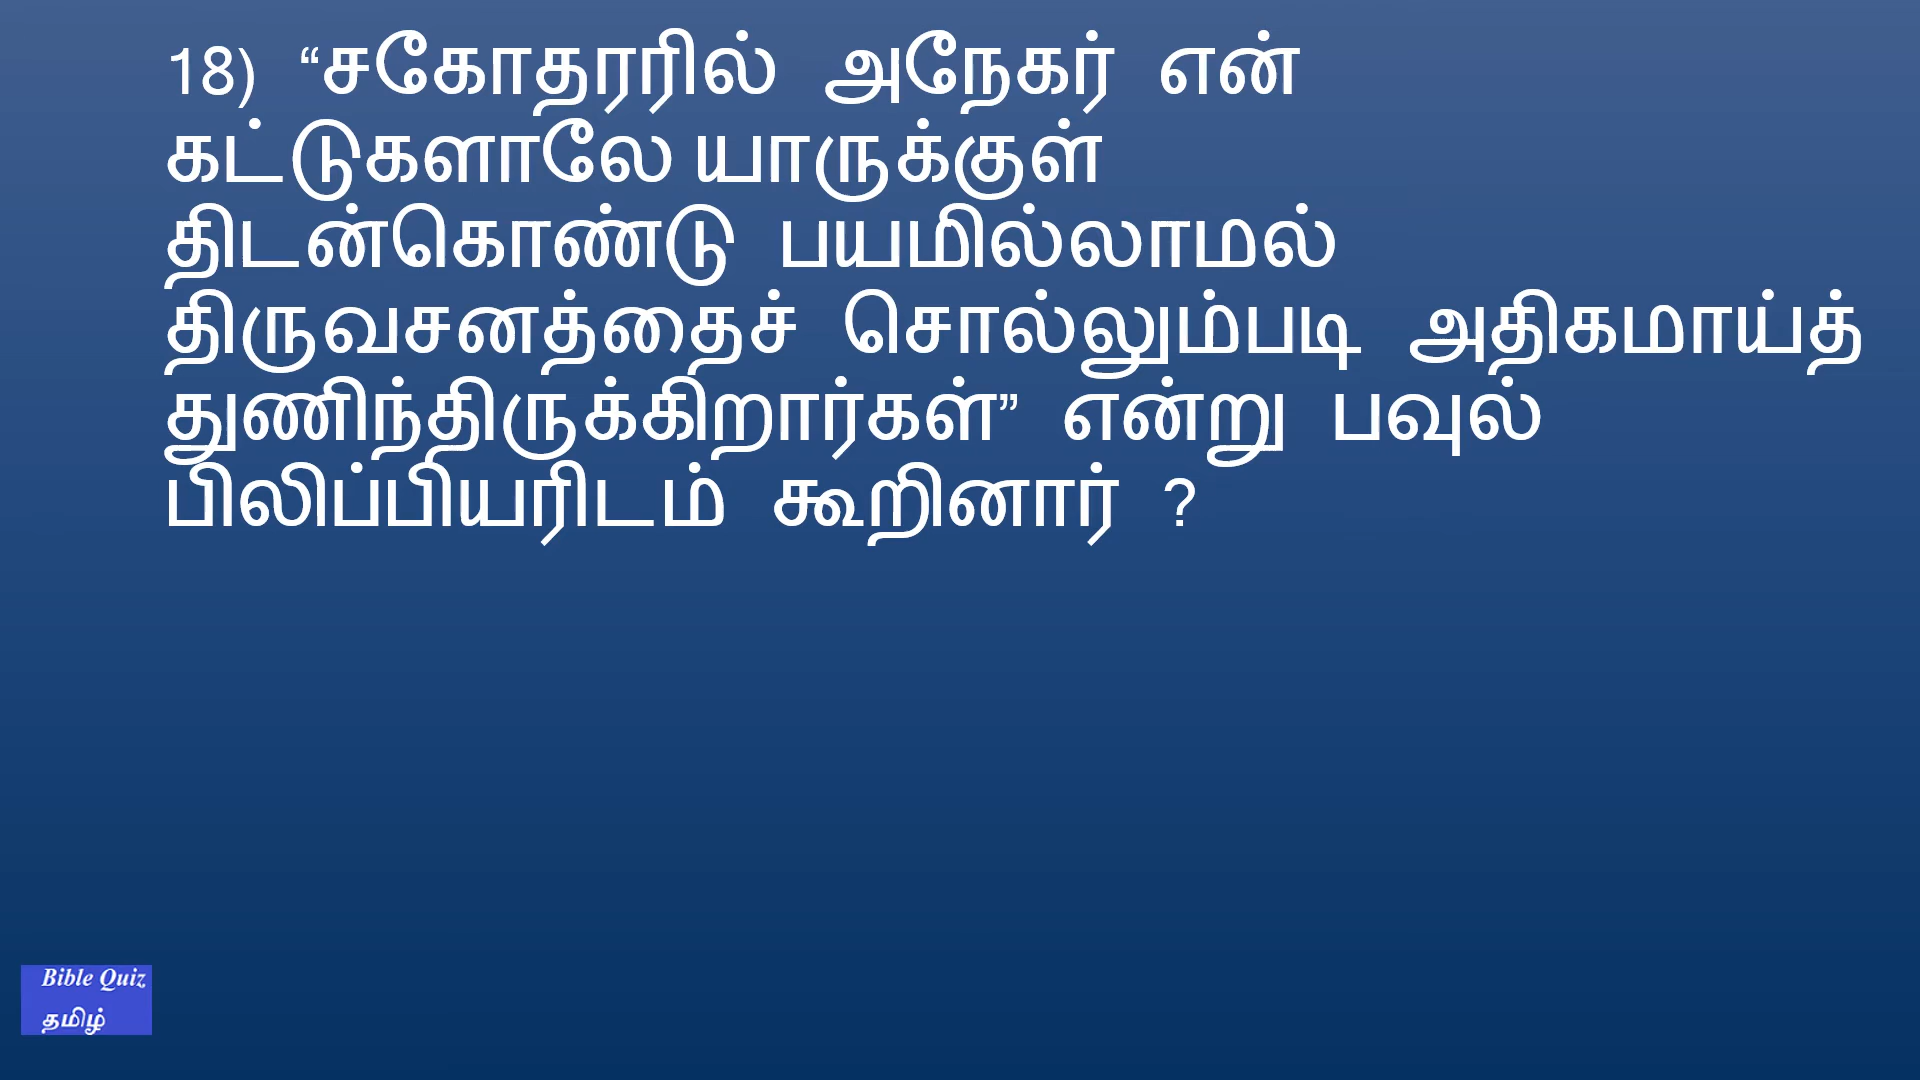 18) “சகோதரரில் அநேகர் என்
கட்டுகளாலே யாருக்குள்
திடன்கொண்டு பயமில்லாமல்
திருவசனத்தைச் சொல்லும்படி அதிகமாய்த்
துணிந்திருக்கிறார்கள்” என்று பவுல்
பிலிப்பியரிடம் கூறினார் ?
Bible Quiz
தமிழ்